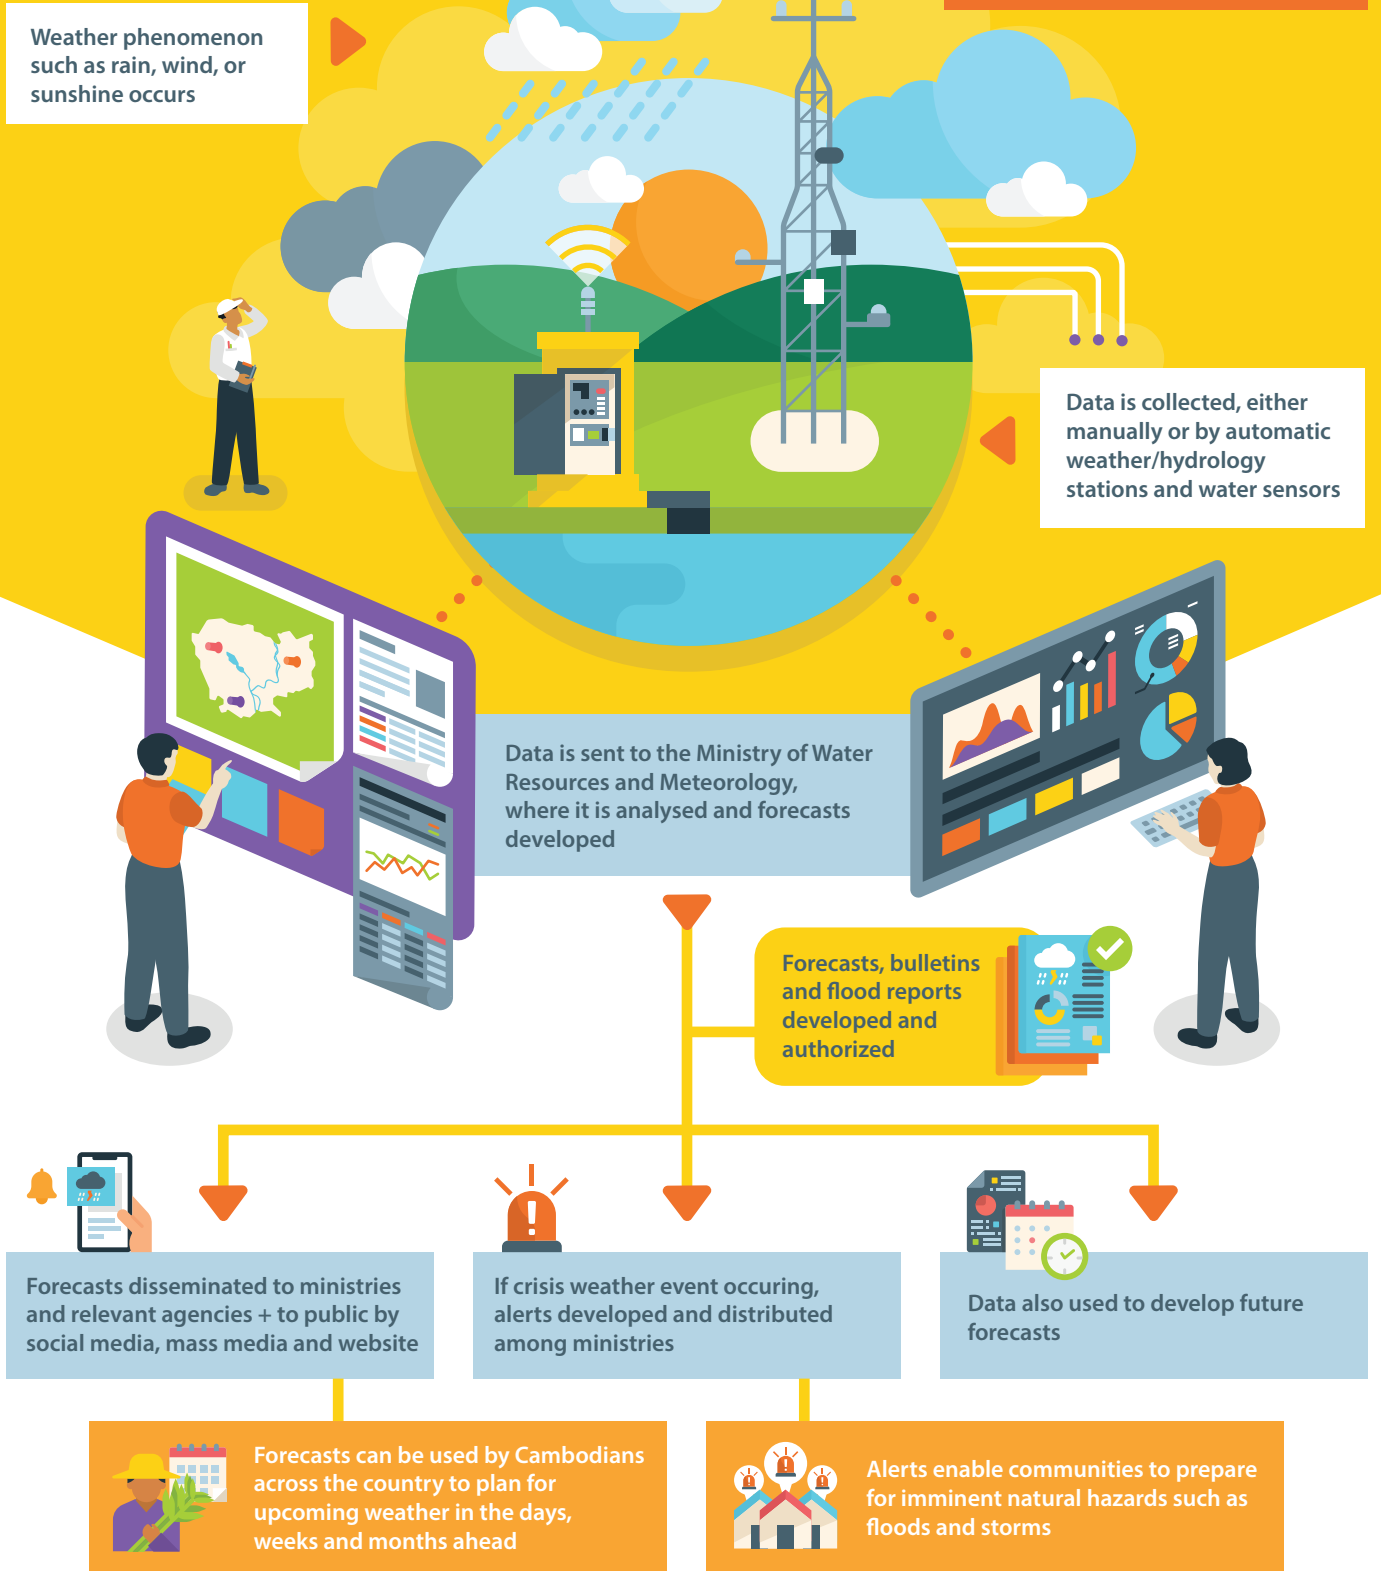 Weather phenomenon
such as rain, wind, or
sunshine occurs
Data is collected, either
manually or by automatic
weather/hydrology
stations and water sensors
Data is sent to the Ministry of Water
Resources and Meteorology,
where it is analysed and forecasts
developed
Forecasts, bulletins
and flood reports
developed and
authorized
Forecasts disseminated to ministries
and relevant agencies + to public by
social media, mass media and website
If crisis weather event occuring,
alerts developed and distributed
among ministries
Data also used to develop future
forecasts
Forecasts can be used by Cambodians
across the country to plan for
upcoming weather in the days,
weeks and months ahead
Alerts enable communities to prepare
for imminent natural hazards such as
floods and storms